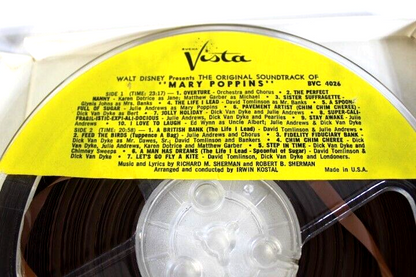 Buena
Vista
WALT DISNEY Presents THE ORIGINAL SOUNDTRACK OF
"MARY POPPINS" BVC 4026
SIDE 1 (TIME: 23:17) — 1. OVERTURE - Orchestra and Chorus • 2. THE PERFECT
NANNY - Karen Dotrice as Jane; Matthew Garber as Michael • 3. SISTER SUFFRAGETTE -
Glynis Johns as Mrs. Banks • 4. THE LIFE I LEAD - David Tomlinson as Mr. Banks • 5. A SPOON-
FULL OF SUGAR - Julie Andrews as Mary Poppins • 6. PAVEMENT ARTIST (CHIM CHIM CHEREE) -
Dick Van Dyke as Bert • 7. JOLLY HOLIDAY - Dick Van Dyke and Julie Andrews • 8. SUPER-CALI-
FRAGIL-ISTIC-EXPI-ALI-DOCIOUS - Julie Andrews, Dick Van Dyke and Pearlies • 9. STAY AWAKE - Julie
Andrews • 10. I LOVE TO LAUGH - Ed Wynn as Uncle Albert, Julie Andrews & Dick Van Dyke
SIDE 2 (TIME: 20:58) — 1. A BRITISH BANK (The Life I Lead) - David Tomlinson & Julie Andrews
2. FEED THE BIRDS (Tuppence A Bag) - Julie Andrews and Chorus • 3. FIDELITY FIDUCIARY BANK -
Dick Van Dyke as Mr. Dawes, Bankers and David Tomlinson • 4. CHIM CHIM CHEREE - Dick
Van Dyke, Julie Andrews, Karen Dotrice and Matthew Garber • 5. STEP IN TIME - Dick Van Dyke and
Chimney Sweeps • 6. A MAN HAS DREAMS (The Life I Lead - Spoonful of Sugar) - David Tomlinson &
Dick Van Dyke • 7. LET'S GO FLY A KITE - David Tomlinson, Dick Van Dyke and Londoners.
Music and Lyrics by RICHARD M. SHERMAN and ROBERT B. SHERMAN
Arranged and conducted by IRWIN KOSTAL Made in U.S.A.